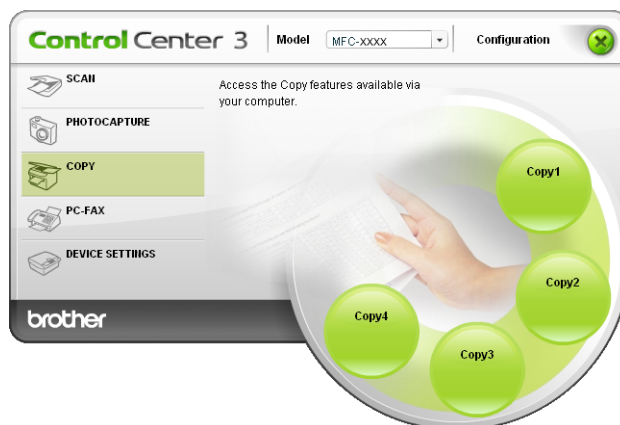 Control Center 3 Model MFC-XXXX Configuration
SCAN
PHOTOCAPTURE
COPY
PC-FAX
DEVICE SETTINGS
Access the Copy features available via
your computer.
Copy1
Copy2
Copy3
Copy4
brother